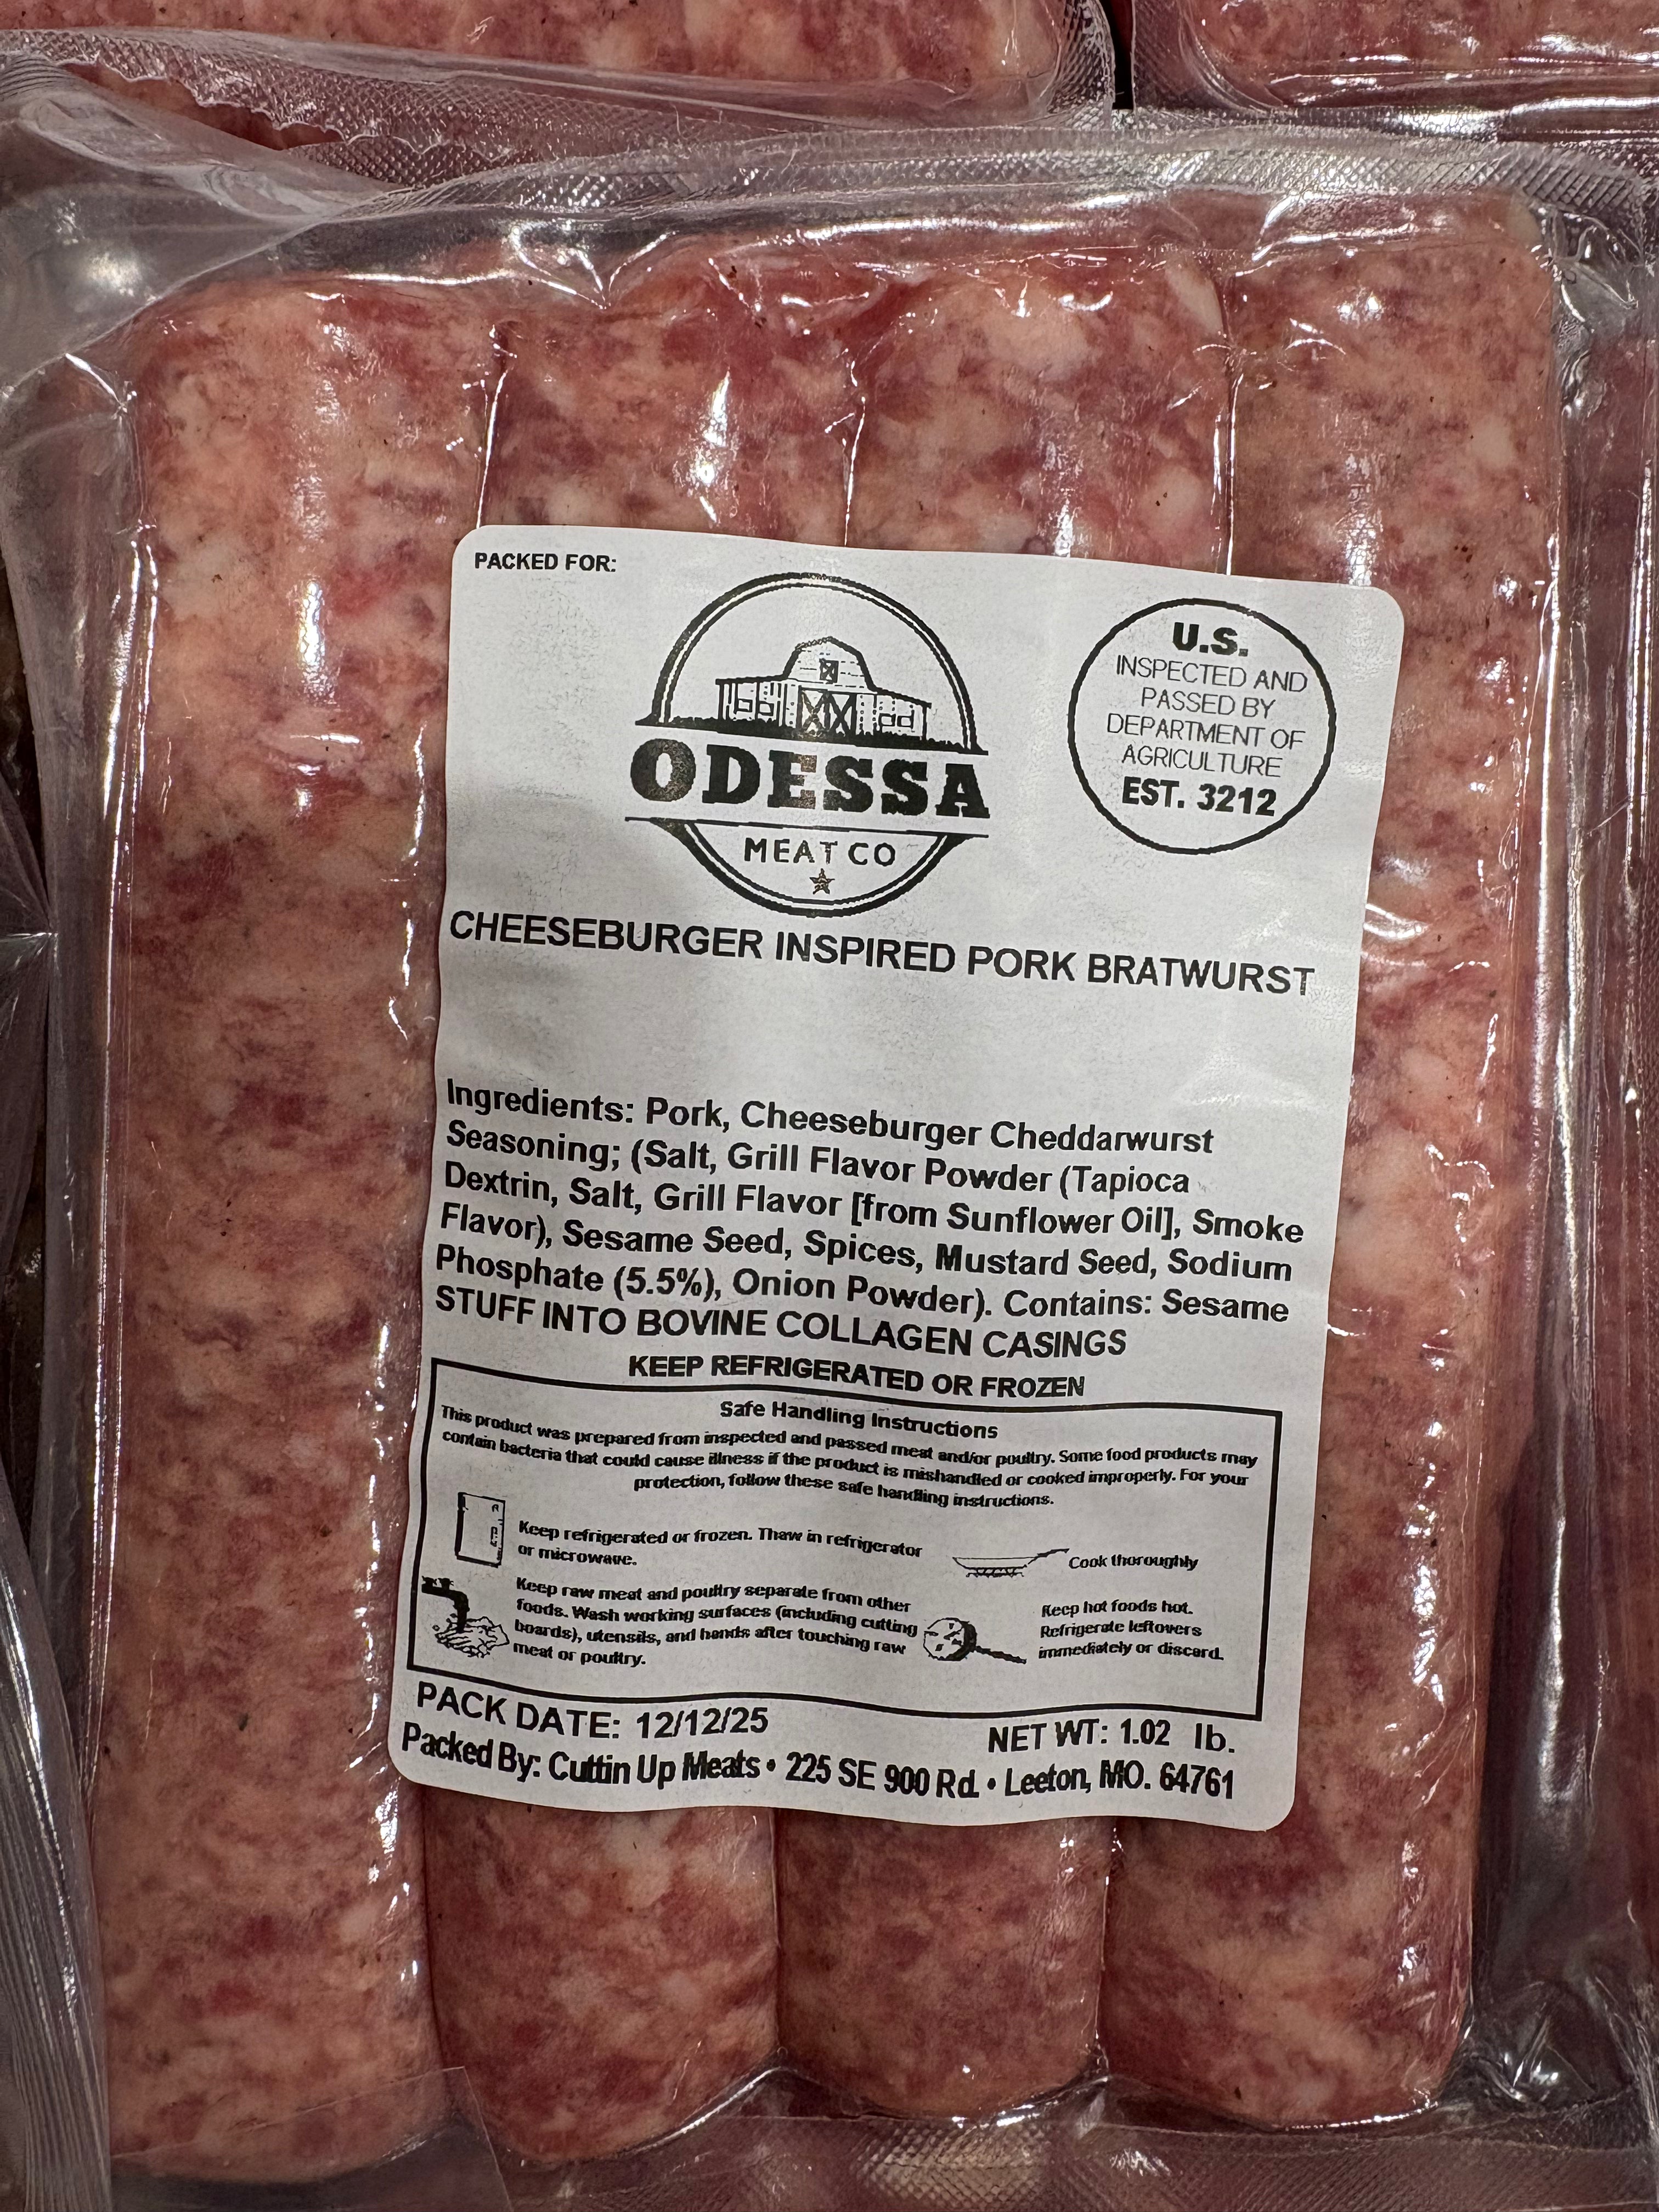 PACKED FOR:
ODESSA
MEAT CO
U.S.
INSPECTED AND
PASSED BY
DEPARTMENT OF
AGRICULTURE
EST. 3212
CHEESEBURGER INSPIRED PORK BRATWURST
Ingredients: Pork, Cheeseburger Cheddarwurst
Seasoning; (Salt, Grill Flavor Powder (Tapioca
Dextrin, Salt, Grill Flavor [from Sunflower Oil], Smoke
Flavor), Sesame Seed, Spices, Mustard Seed, Sodium
Phosphate (5.5%), Onion Powder). Contains: Sesame
STUFF INTO BOVINE COLLAGEN CASINGS
KEEP REFRIGERATED OR FROZEN
Safe Handling Instructions
This product was prepared from inspected and passed meat and/or poultry. Some food products may
contain bacteria that could cause illness if the product is mishandled or cooked improperly. For your
protection, follow these safe handling instructions.
Keep refrigerated or frozen. Thaw in refrigerator
or microwave.
Cook thoroughly
Keep raw meat and poultry separate from other
foods. Wash working surfaces (including cutting
boards), utensils, and hands after touching raw
meat or poultry.
Keep hot foods hot.
Refrigerate leftovers
immediately or discard.
PACK DATE: 12/12/25
NET WT: 1.02 lb.
Packed By: Cuttin Up Meats • 225 SE 900 Rd. • Leeton, MO. 64761